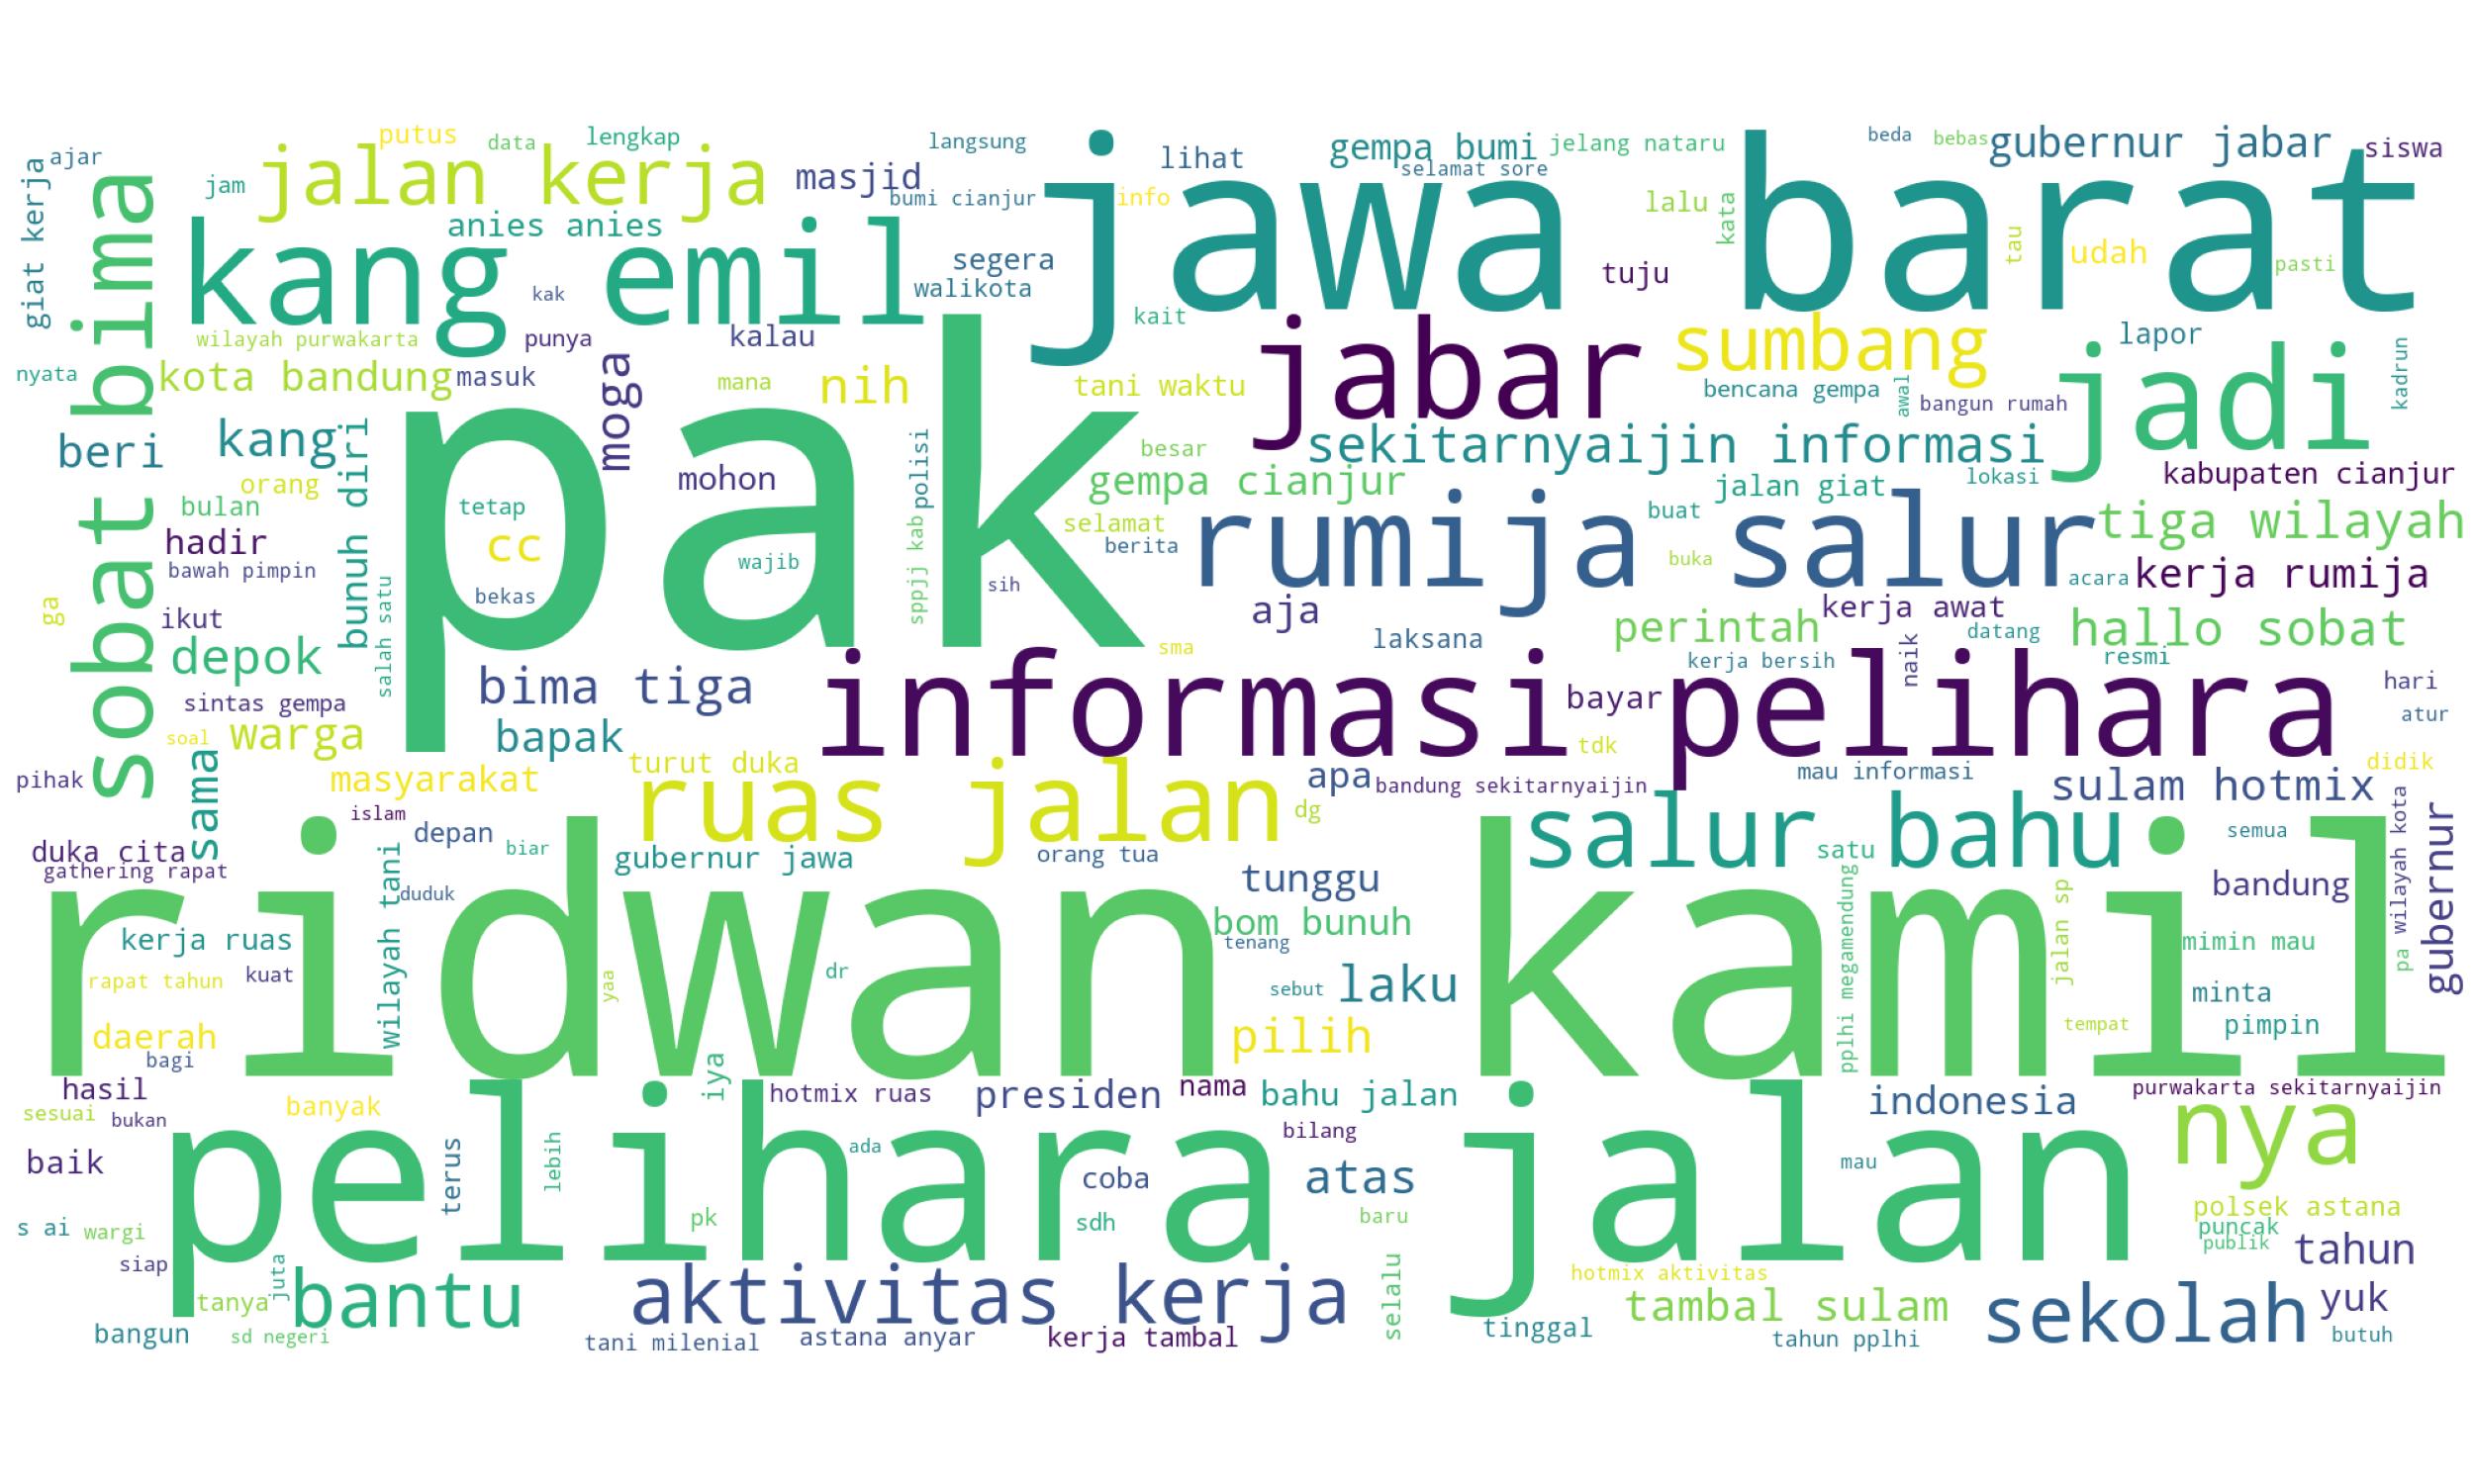 putus
data
lengkap
langsung
beda
bebas
gubernur jabar
siswa
ajar
giat kerja
jam
jalan kerja
masjid
lihat
gempa bumi
jelang nataru
selamat sore
bumi cianjur
info
jawa barat
lalu
kata
tau
udah
pasti
sobat bima
anies anies
kang emil
kak
segera
walikota
tuju
kait
wilayah purwakarta
punya
kalau
jabar
sumbang
lapor
jadi
kadrun
nyata
kota bandung
masuk
moga
mana
nih
tani waktu
bencana gempa
awal
bangun rumah
beri
kang
bunuh diri
pak
mohon
polisi
besar
sekitarnyaijin informasi
gempa cianjur
jalan giat
lokasi
kabupaten cianjur
orang
bulan
tetap
cc
selamat
berita
rumija salur
buat
buka
tiga wilayah
hadir
bawah pimpin
wajib
sppjj kab
sih
acara
kerja rumija
ga
ikut
salah satu
bekas
aja
kerja awat
perintah
datang
hallo sobat
depok
sma
laksana
kerja bersih
naik
resmi
sintas gempa
bima tiga
informasi pelihara
bayar
hari
atur
soal
warga
bapak
tdk
pihak
sama
masyarakat
turut duka
ruas jalan
apa
bandung sekitarnyaijin
mau informasi
sulam hotmix
didik
islam
depan
biar
dg
salur bahu
satu
semua
wilayah kota
gubernur
duka cita
gathering rapat
wilayah tani
duduk
gubernur jawa
orang tua
tunggu
bandung
ridwan kamil
bom bunuh
tenang
pplhi megamendung
jalan sp
mimin mau
pa
kerja ruas
rapat tahun
kuat
yaa
dr
sebut
laku
minta
pimpin
daerah
bagi
pilih
tempat
hasil
iya
hotmix ruas
presiden
nama
bahu jalan
indonesia
purwakarta sekitarnyaijin
sesuai
bukan
banyak
pelihara jalan
bilang
nya
baik
terus
lebih
ada
coba
atas
mau
s ai
wargi
pk
sdh
baru
polsek astana
puncak
publik
tahun
siap
juta
tanya
bantu
aktivitas kerja
selalu
hotmix aktivitas
tambal sulam
sekolah
yuk
bangun
sd negeri
tani milenial
astana anyar
kerja tambal
tinggal
tahun pplhi
butuh